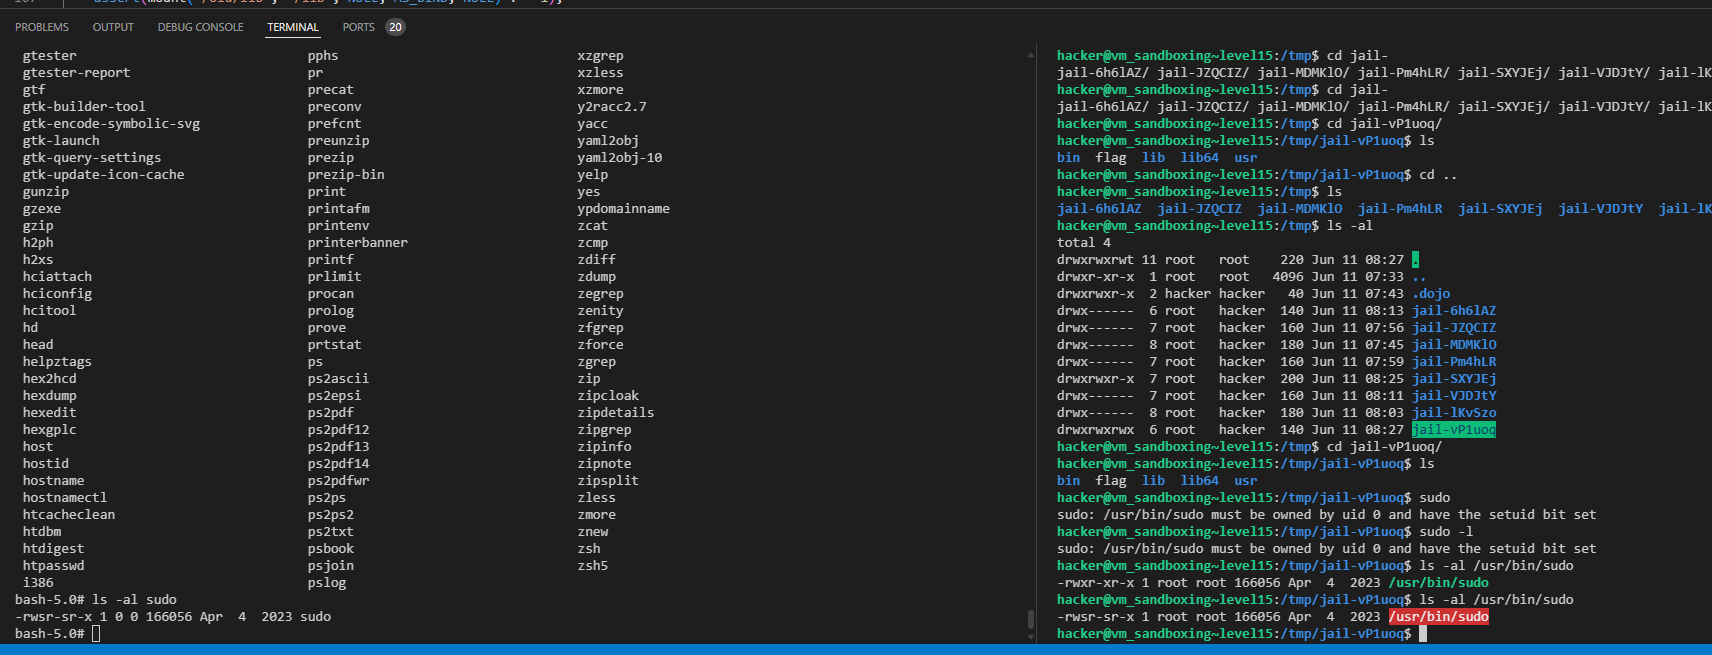 PROBLEMS OUTPUT DEBUG CONSOLE TERMINAL PORTS 20
gtester pphs xzgrep
gtester-report pr xzless
gtf precat xzmore
gtk-builder-tool preconv y2racc2.7
gtk-encode-symbolic-svg prefcnt yacc
gtk-launch preunzip yaml2obj
gtk-query-settings prezip yaml2obj-10
gtk-update-icon-cache prezip-bin yelp
gunzip print yes
gzexe printafm ypdomainname
gzip printenv zcat
h2ph printerbanner zcmp
h2xs printf zdiff
hciattach prlimit zdump
hciconfig procan zegrep
hcitool prolog zenity
hd prove zfgrep
head prtstat zforce
helpztags ps zgrep
hex2hcd ps2ascii zip
hexdump ps2epsi zipcloak
hexedit ps2pdf zipdetails
hexgplc ps2pdf12 zipgrep
host ps2pdf13 zipinfo
hostid ps2pdf14 zipnote
hostname ps2pdfwr zipsplit
hostnamectl ps2ps zless
htcacheclean ps2ps2 zmore
htdbm ps2txt znew
htdigest psbook zsh
htpasswd psjoin zsh5
i386 pslog
bash-5.0# ls -al sudo
-rwsr-sr-x 1 0 0 166056 Apr 4 2023 sudo
bash-5.0#
hacker@vm_sandboxing~level15:/tmp$ cd jail-
jail-6h6lAZ/ jail-JZQCIZ/ jail-MDMKlO/ jail-Pm4hLR/ jail-SXYJEj/ jail-VJDJtY/ jail-lK
hacker@vm_sandboxing~level15:/tmp$ cd jail-
jail-6h6lAZ/ jail-JZQCIZ/ jail-MDMKlO/ jail-Pm4hLR/ jail-SXYJEj/ jail-VJDJtY/ jail-lK
hacker@vm_sandboxing~level15:/tmp$ cd jail-vP1uoq/
hacker@vm_sandboxing~level15:/tmp/jail-vP1uoq$ ls
bin flag lib lib64 usr
hacker@vm_sandboxing~level15:/tmp/jail-vP1uoq$ cd ..
hacker@vm_sandboxing~level15:/tmp$ ls
jail-6h6lAZ jail-JZQCIZ jail-MDMKlO jail-Pm4hLR jail-SXYJEj jail-VJDJtY jail-lK
hacker@vm_sandboxing~level15:/tmp$ ls -al
total 4
drwxrwxrwt 11 root root 220 Jun 11 08:27 .
drwxr-xr-x 1 root root 4096 Jun 11 07:33 ..
drwxrwxr-x 2 hacker hacker 40 Jun 11 07:43 .dojo
drwx------ 6 root hacker 140 Jun 11 08:13 jail-6h6lAZ
drwx------ 7 root hacker 160 Jun 11 07:56 jail-JZQCIZ
drwx------ 8 root hacker 180 Jun 11 07:45 jail-MDMKlO
drwx------ 7 root hacker 160 Jun 11 07:59 jail-Pm4hLR
drwxrwxr-x 7 root hacker 200 Jun 11 08:25 jail-SXYJEj
drwx------ 7 root hacker 160 Jun 11 08:11 jail-VJDJtY
drwx------ 8 root hacker 180 Jun 11 08:03 jail-lKvSzo
drwxrwxrwx 6 root hacker 140 Jun 11 08:27 jail-vP1uoq
hacker@vm_sandboxing~level15:/tmp$ cd jail-vP1uoq/
hacker@vm_sandboxing~level15:/tmp/jail-vP1uoq$ ls
bin flag lib lib64 usr
hacker@vm_sandboxing~level15:/tmp/jail-vP1uoq$ sudo
sudo: /usr/bin/sudo must be owned by uid 0 and have the setuid bit set
hacker@vm_sandboxing~level15:/tmp/jail-vP1uoq$ sudo -l
sudo: /usr/bin/sudo must be owned by uid 0 and have the setuid bit set
hacker@vm_sandboxing~level15:/tmp/jail-vP1uoq$ ls -al /usr/bin/sudo
-rwxr-xr-x 1 root root 166056 Apr 4 2023 /usr/bin/sudo
hacker@vm_sandboxing~level15:/tmp/jail-vP1uoq$ ls -al /usr/bin/sudo
-rwsr-sr-x 1 root root 166056 Apr 4 2023 /usr/bin/sudo
hacker@vm_sandboxing~level15:/tmp/jail-vP1uoq$